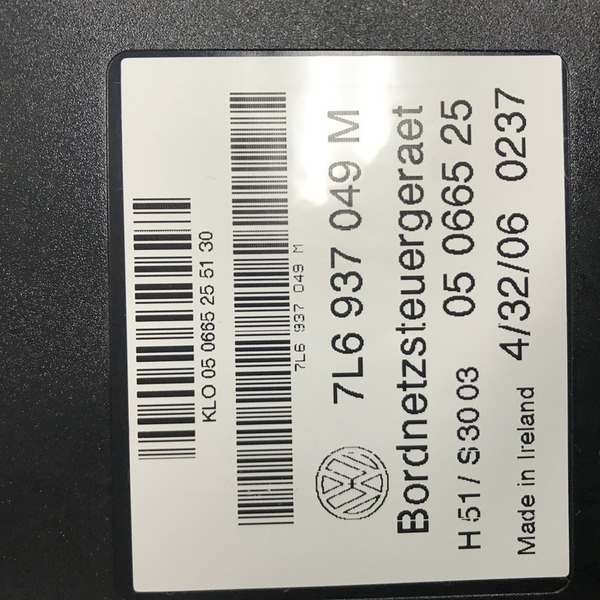 KLO 05 0665 25 51 30
7L6 937 049 M
7L6 937 049 M
Bordnetzsteuergeraet
H 51 / S 30 03 05 0665 25
Made in Ireland 4/32/06 0237